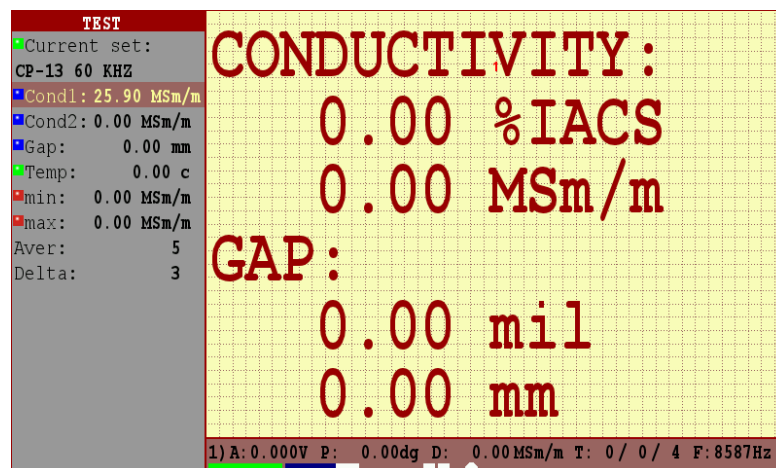 TEST
Current set:
CP-13 60 KHZ
Cond1: 25.90 MSm/m
Cond2: 0.00 MSm/m
Gap: 0.00 mm
Temp: 0.00 c
min: 0.00 MSm/m
max: 0.00 MSm/m
Aver: 5
Delta: 3
CONDUCTIVITY:
1
0.00 %IACS
0.00 MSm/m
GAP:
0.00 mil
0.00 mm
1)A:0.000V P: 0.00dg D: 0.00MSm/m T: 0/ 0/ 4 F:8587Hz